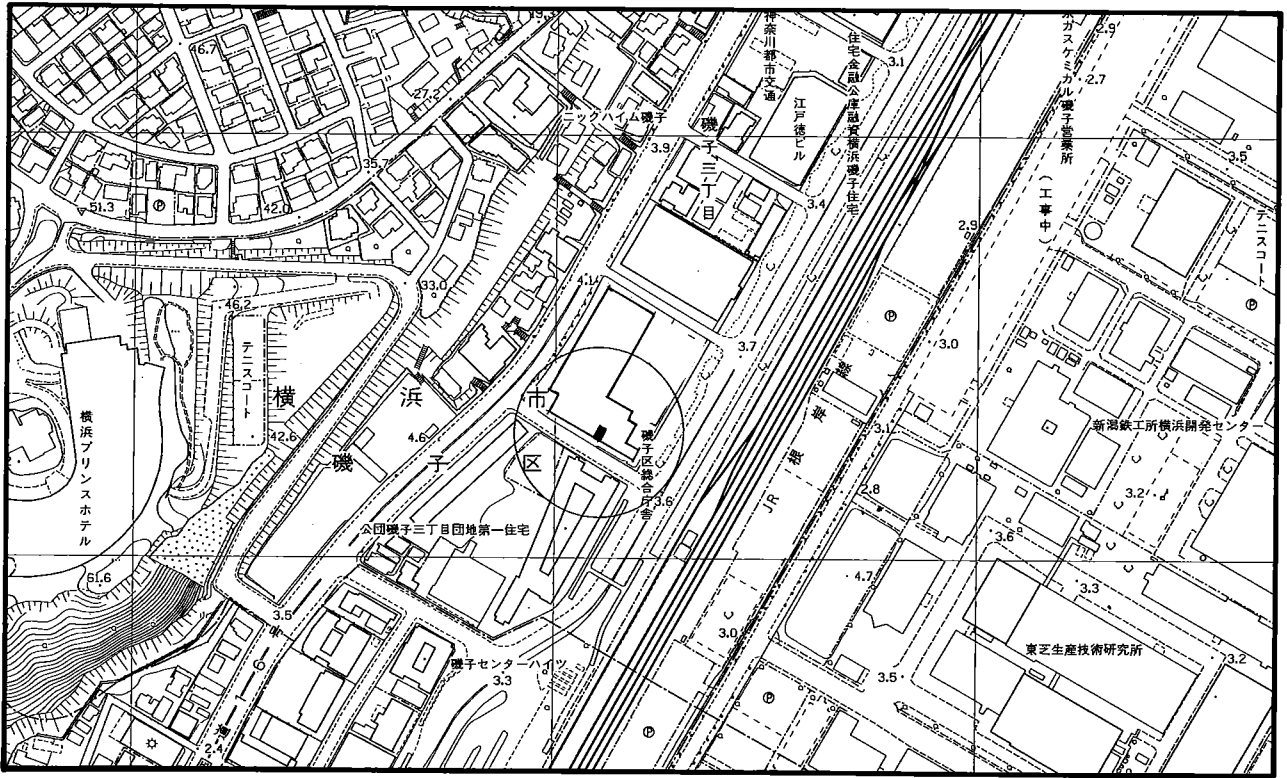 19.3
46.7
27.2
神奈川都市交通
住宅金融公庫融資横浜磯子住宅
3.1
江戸徳ビル
ガスケミカル磯子営業所
2.9
2.7
ニックハイム磯子
3.9
磯子三丁目
3.5
35.7
51.3
P
42.0
3.4
2.9
(工事中)
テニスコート
P
33.0
4.1
46.2
テニスコート
3.7
P
3.0
横浜市
磯子区
横浜プリンスホテル
42.6
4.6
磯子区総合庁舎
3.6
JR根岸線
3.1
新潟鉄工所横浜開発センター
2.8
3.2
公団磯子三丁目団地第一住宅
61.6
3.6
4.7
3.3
3.5
3.0
東芝生産技術研究所
3.2
磯子センターハイツ
3.3
3.5
P
P
2.4